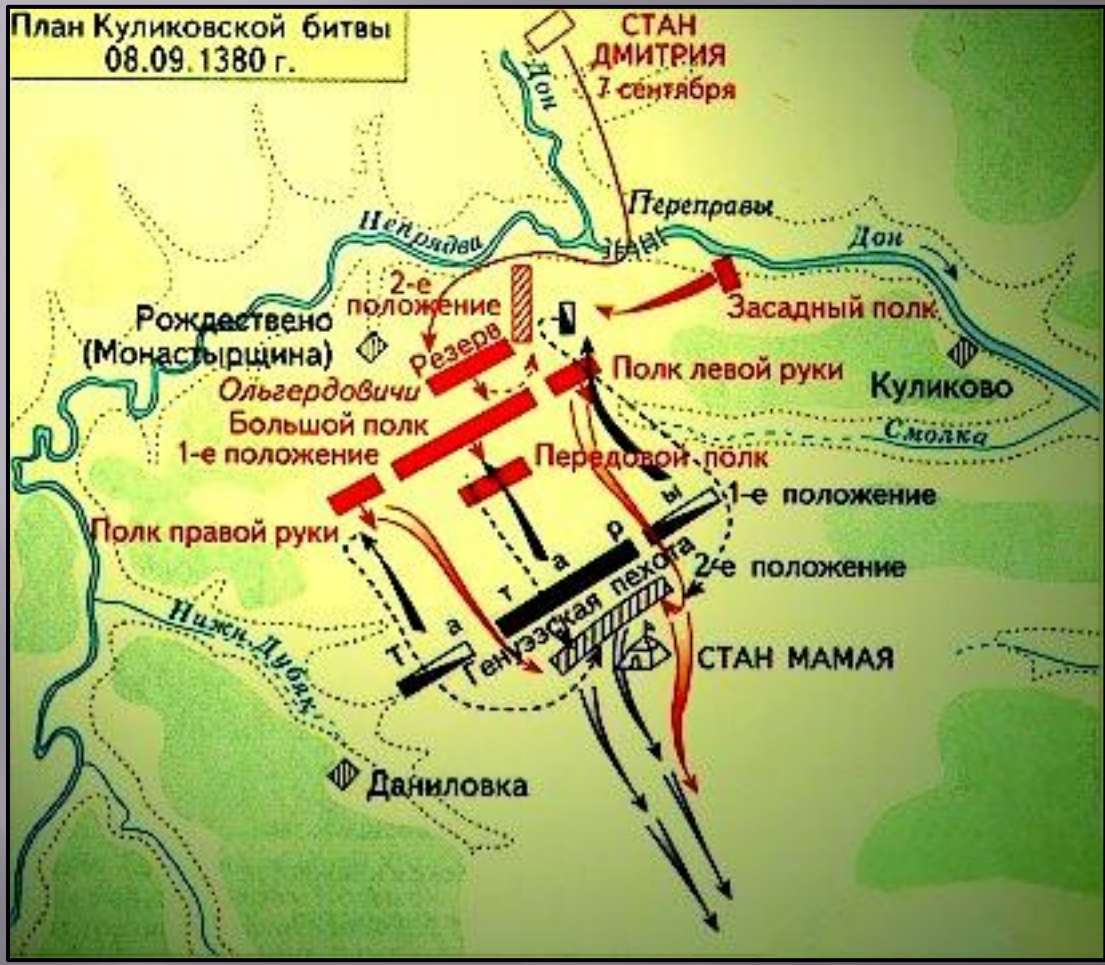 План Куликовской битвы
08.09.1380 г.
СТАН
ДМИТРИЯ
7 сентября
Дон
Переправы
Непрядва
Дон
2-е
положение
Засадный полк
Рождествено
(Монастырщина)
Резерв
Полк левой руки
Куликово
Ольгердовичи
Большой полк
1-е положение
Смолка
Передовой полк
1-е положение
Полк правой руки
2-е положение
Татары
Генуэзская пехота
Нижн. Дубяк
СТАН МАМАЯ
Даниловка